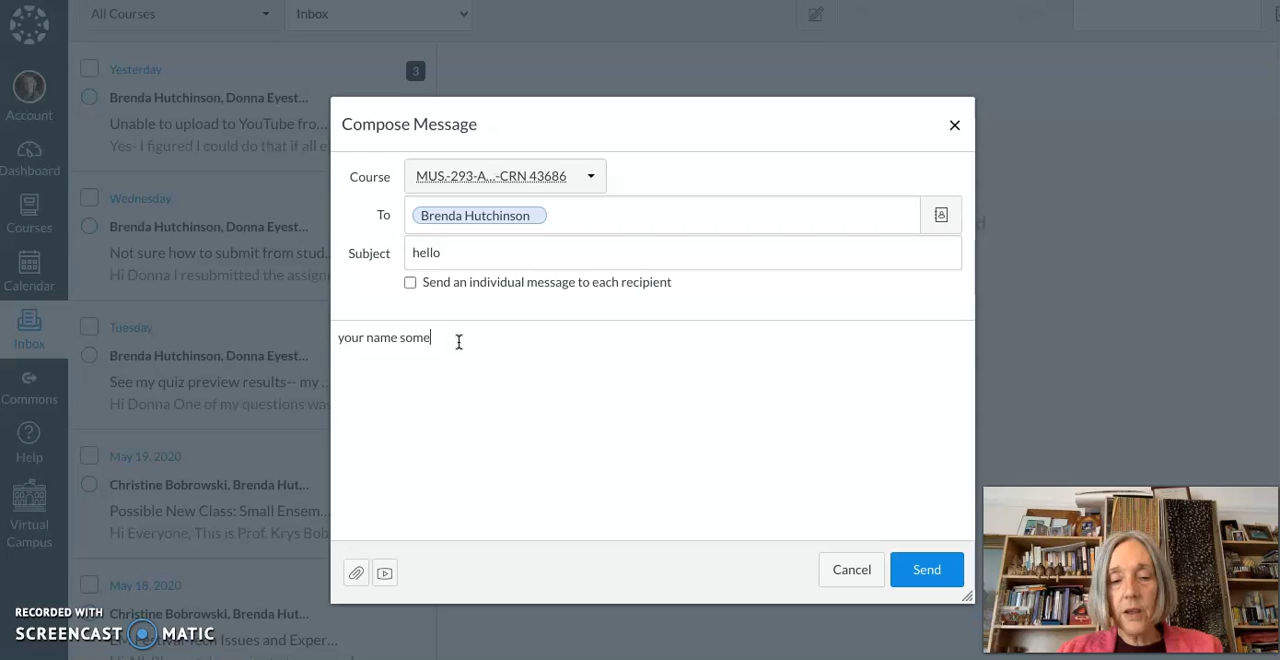 All Courses
Inbox
Account
Dashboard
Courses
Calendar
Inbox
Commons
Help
Virtual
Campus
Yesterday
3
Brenda Hutchinson, Donna Eyest...
Unable to upload to YouTube fro...
Yes- I figured I could do that if all e
Wednesday
Brenda Hutchinson, Donna Eyest...
Not sure how to submit from stud...
Hi Donna I resubmitted the assign
Tuesday
Brenda Hutchinson, Donna Eyest...
See my quiz preview results-- my ...
Hi Donna One of my questions was
May 19, 2020
Christine Bobrowski, Brenda Hut...
Possible New Class: Small Ensem...
Hi Everyone, This is Prof. Krys Bob
May 18, 2020
Christine Bobrowski, Brenda Hut...
Tech Issues and Exper...
Compose Message
Course
MUS.-293-A...-CRN 43686
To
Brenda Hutchinson
Subject
hello
Send an individual message to each recipient
your name some
Cancel
Send
RECORDED WITH
SCREENCAST MATIC